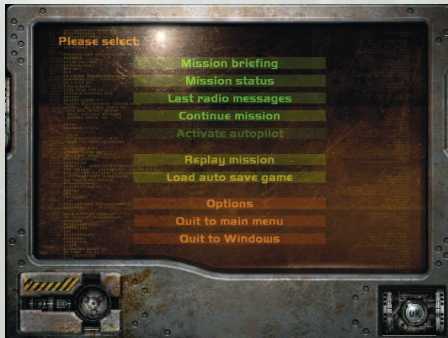 Please select:
Mission briefing
Mission status
Last radio messages
Continue mission
Activate autopilot
Replay mission
Load auto save game
Options
Quit to main menu
Quit to Windows